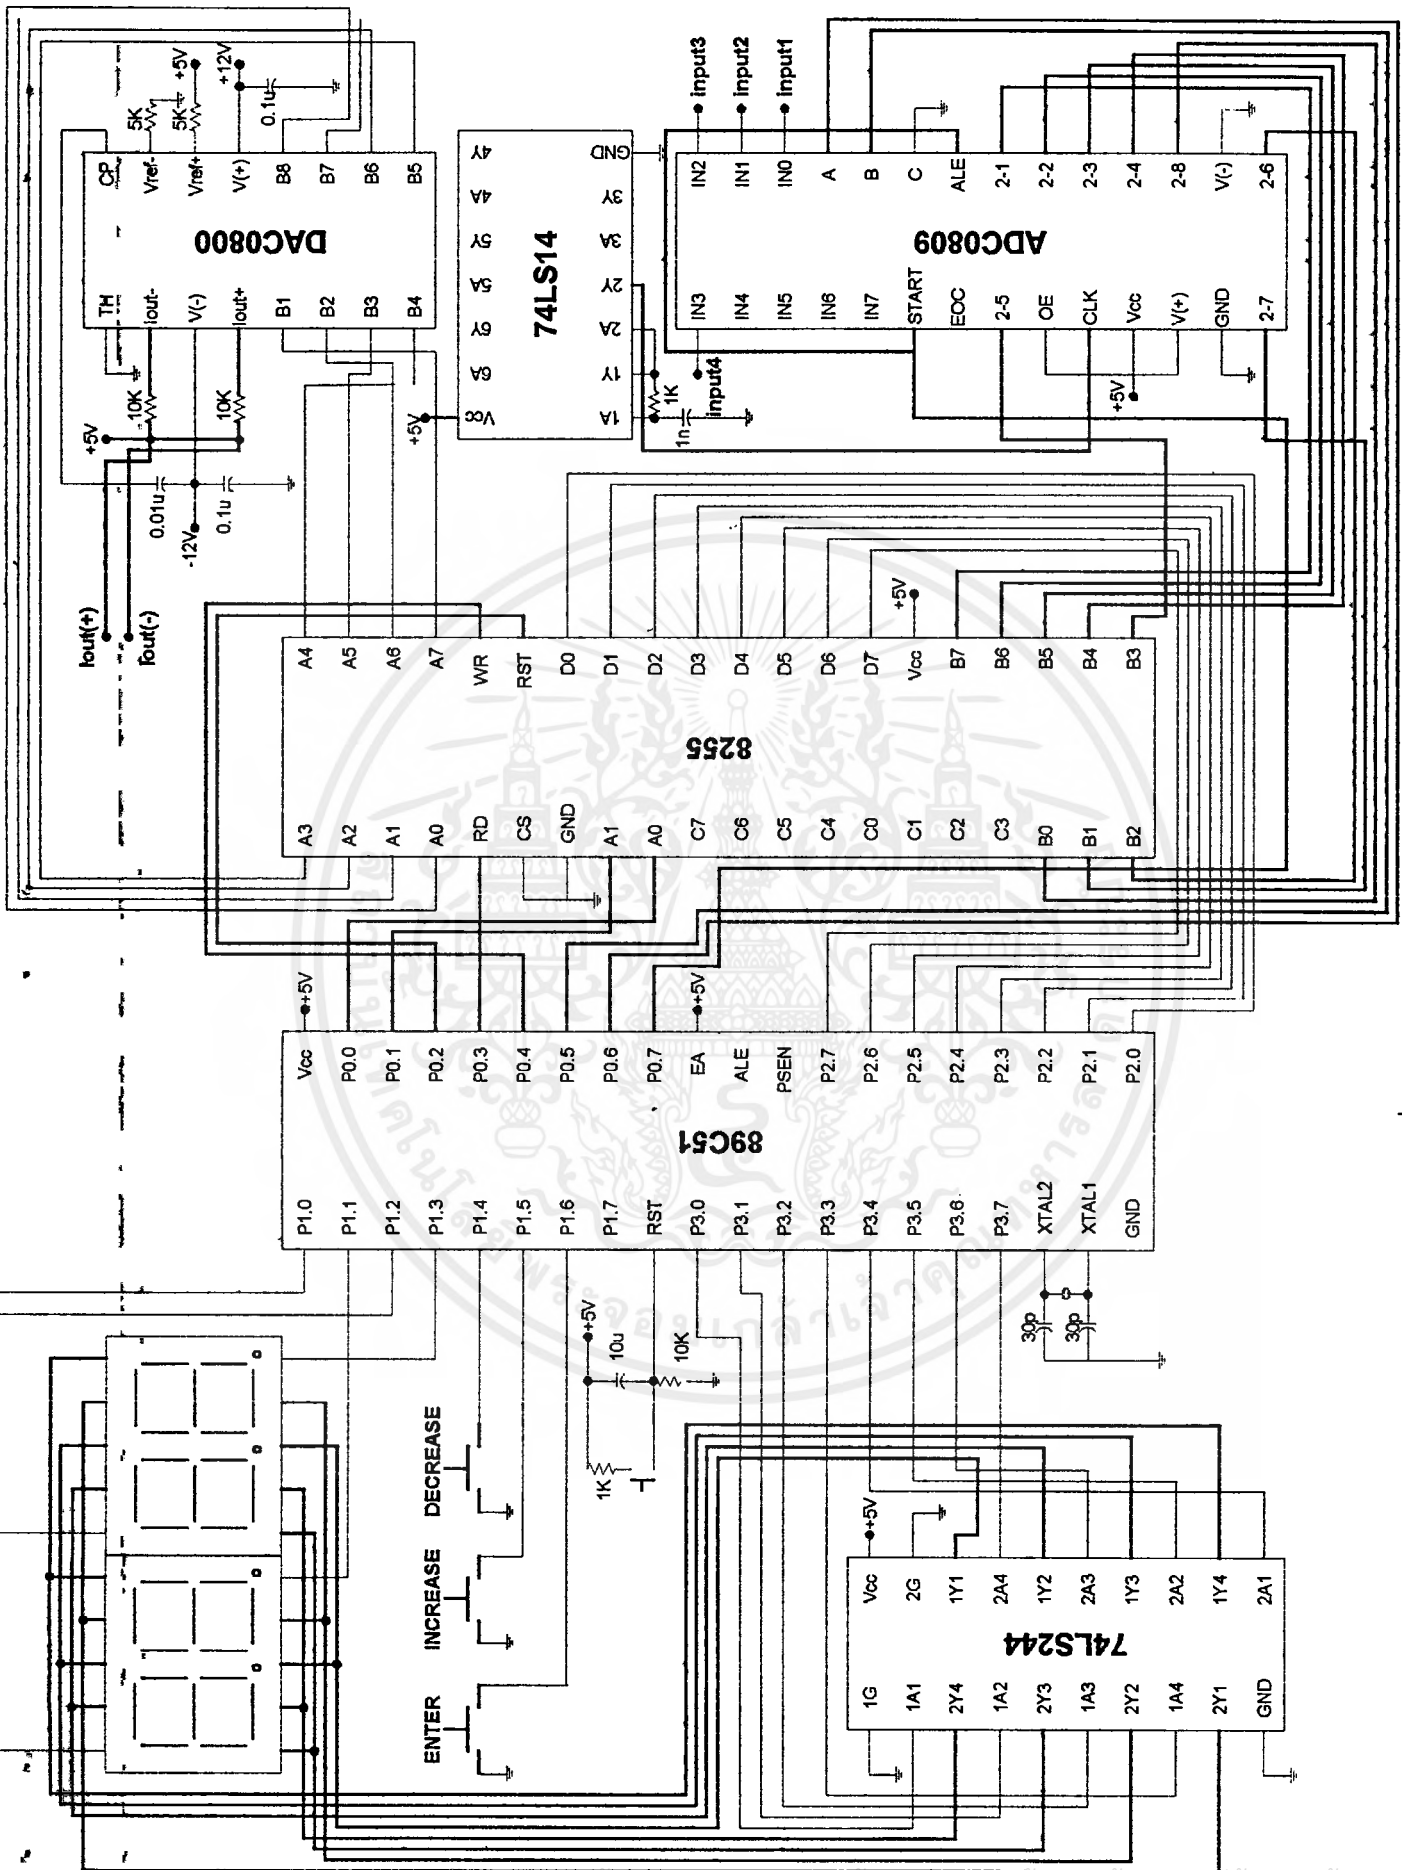 CP
Vref-
Vref+
V(+)
B8
B7
B6
B5
DAC0800
TH
Iout-
V(-)
Iout+
B1
B2
B3
B4
5K
5K
+5V
+12V
0.1u
10K
10K
+5V
0.01u
0.1u
-12V
Iout(+)
Iout(-)
4Y
4A
5Y
5A
6Y
6A
Vcc
74LS14
GND
3Y
3A
2Y
2A
1Y
1A
+5V
1K
1n
input4
input3
input2
input1
IN2
IN1
IN0
A
B
C
ALE
2-1
2-2
2-3
2-4
2-8
V(-)
2-6
ADC0809
IN3
IN4
IN5
IN6
IN7
START
EOC
2-5
OE
CLK
Vcc
V(+)
GND
2-7
+5V
A4
A5
A6
A7
WR
RST
D0
D1
D2
D3
D4
D5
D6
D7
Vcc
B7
B6
B5
B4
B3
+5V
8255
A3
A2
A1
A0
RD
CS
GND
A1
A0
C7
C6
C5
C4
C0
C1
C2
C3
B0
B1
B2
+5V
+5V
Vcc
P0.0
P0.1
P0.2
P0.3
P0.4
P0.5
P0.6
P0.7
EA
ALE
PSEN
P2.7
P2.6
P2.5
P2.4
P2.3
P2.2
P2.1
P2.0
89C51
P1.0
P1.1
P1.2
P1.3
P1.4
P1.5
P1.6
P1.7
RST
P3.0
P3.1
P3.2
P3.3
P3.4
P3.5
P3.6
P3.7
XTAL2
XTAL1
GND
30p
30p
+5V
10u
10K
1K
DECREASE
INCREASE
ENTER
+5V
Vcc
2G
1Y1
2A4
1Y2
2A3
1Y3
2A2
1Y4
2A1
74LS244
1G
1A1
2Y4
1A2
2Y3
1A3
2Y2
1A4
2Y1
GND